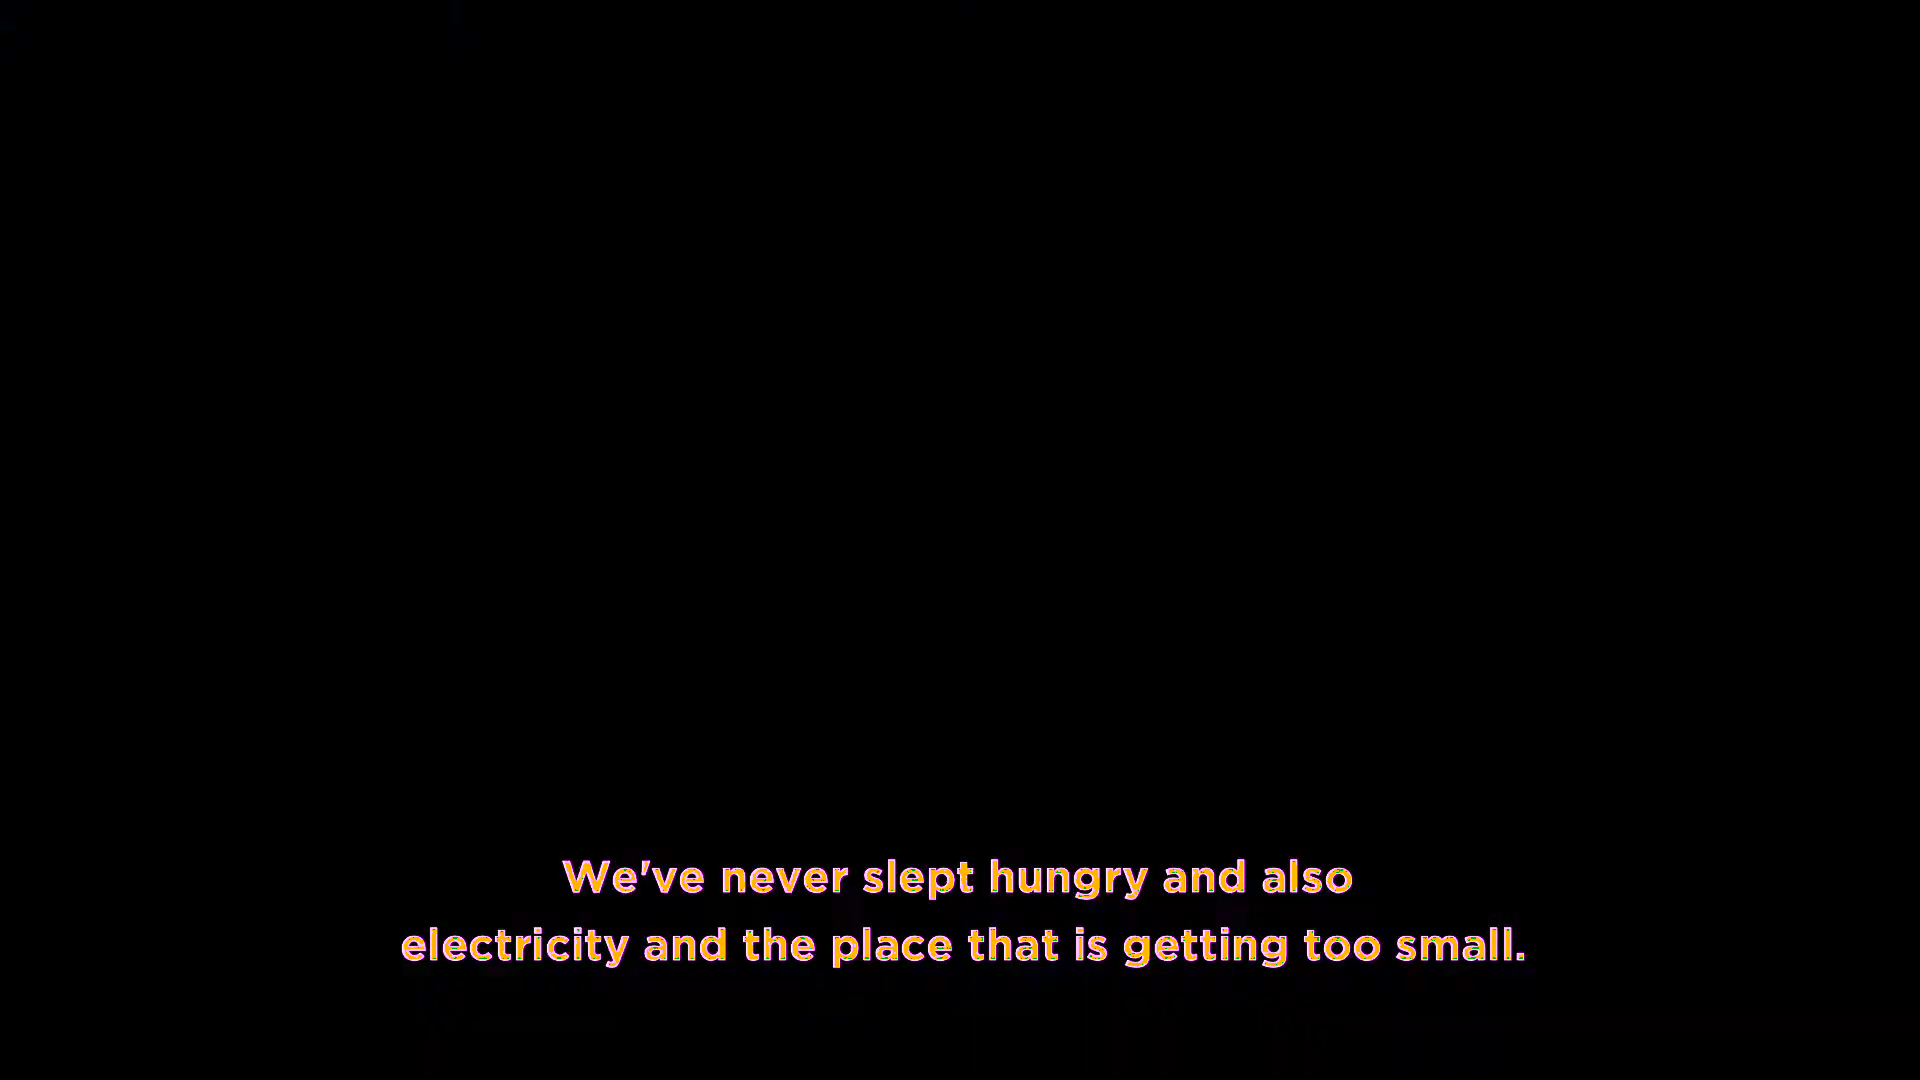 We've never slept hungry and also
electricity and the place that is getting too small.